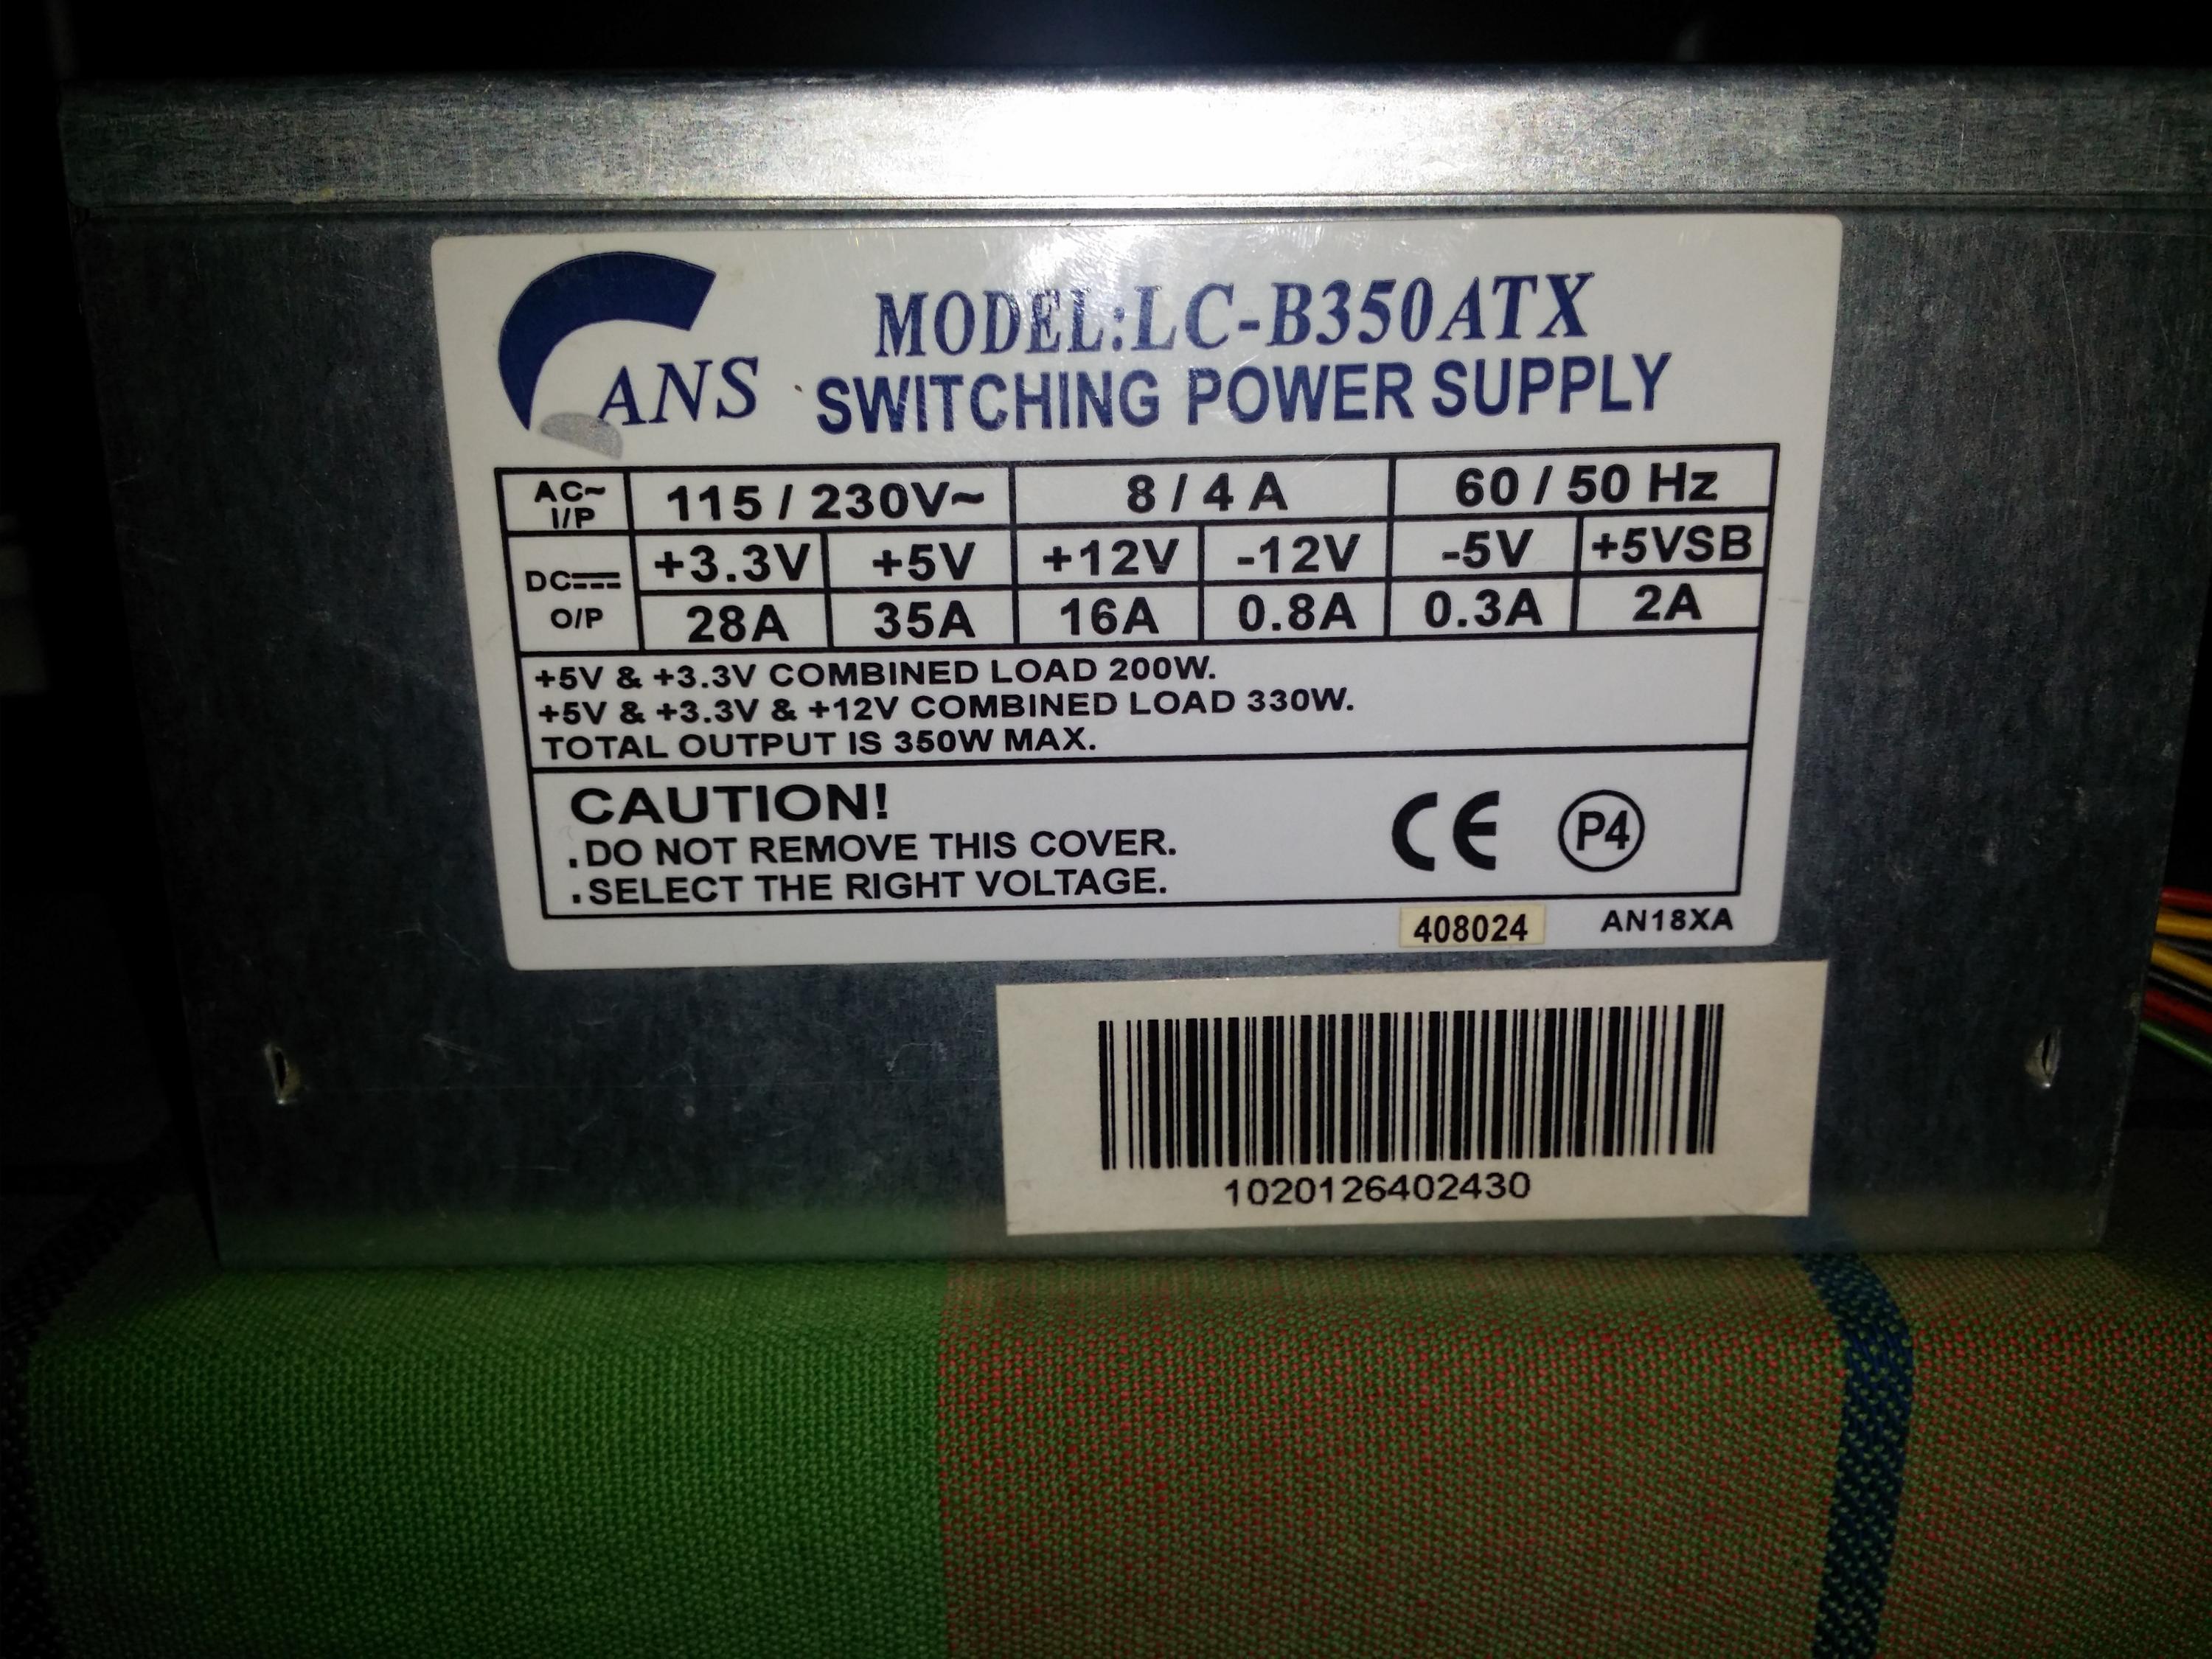 CANS
MODEL:LC-B350ATX
SWITCHING POWER SUPPLY
AC~ I/P 115 / 230V~ 8 / 4 A 60 / 50 Hz
DC O/P +3.3V +5V +12V -12V -5V +5VSB
28A 35A 16A 0.8A 0.3A 2A
+5V & +3.3V COMBINED LOAD 200W.
+5V & +3.3V & +12V COMBINED LOAD 330W.
TOTAL OUTPUT IS 350W MAX.
CAUTION!
.DO NOT REMOVE THIS COVER.
.SELECT THE RIGHT VOLTAGE.
CE P4
408024 AN18XA
1020126402430